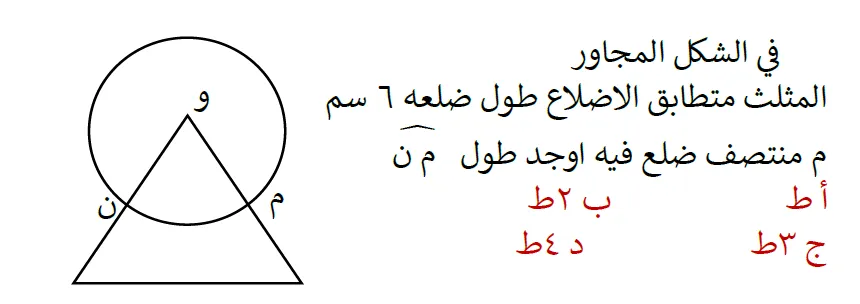 في الشكل المجاور
المثلث متطابق الاضلاع طول ضلعه ٦ سم
م منتصف ضلع فيه اوجد طول م ن
أ ط ب ٢ط
ج ٣ط د ٤ط
و
ن
م